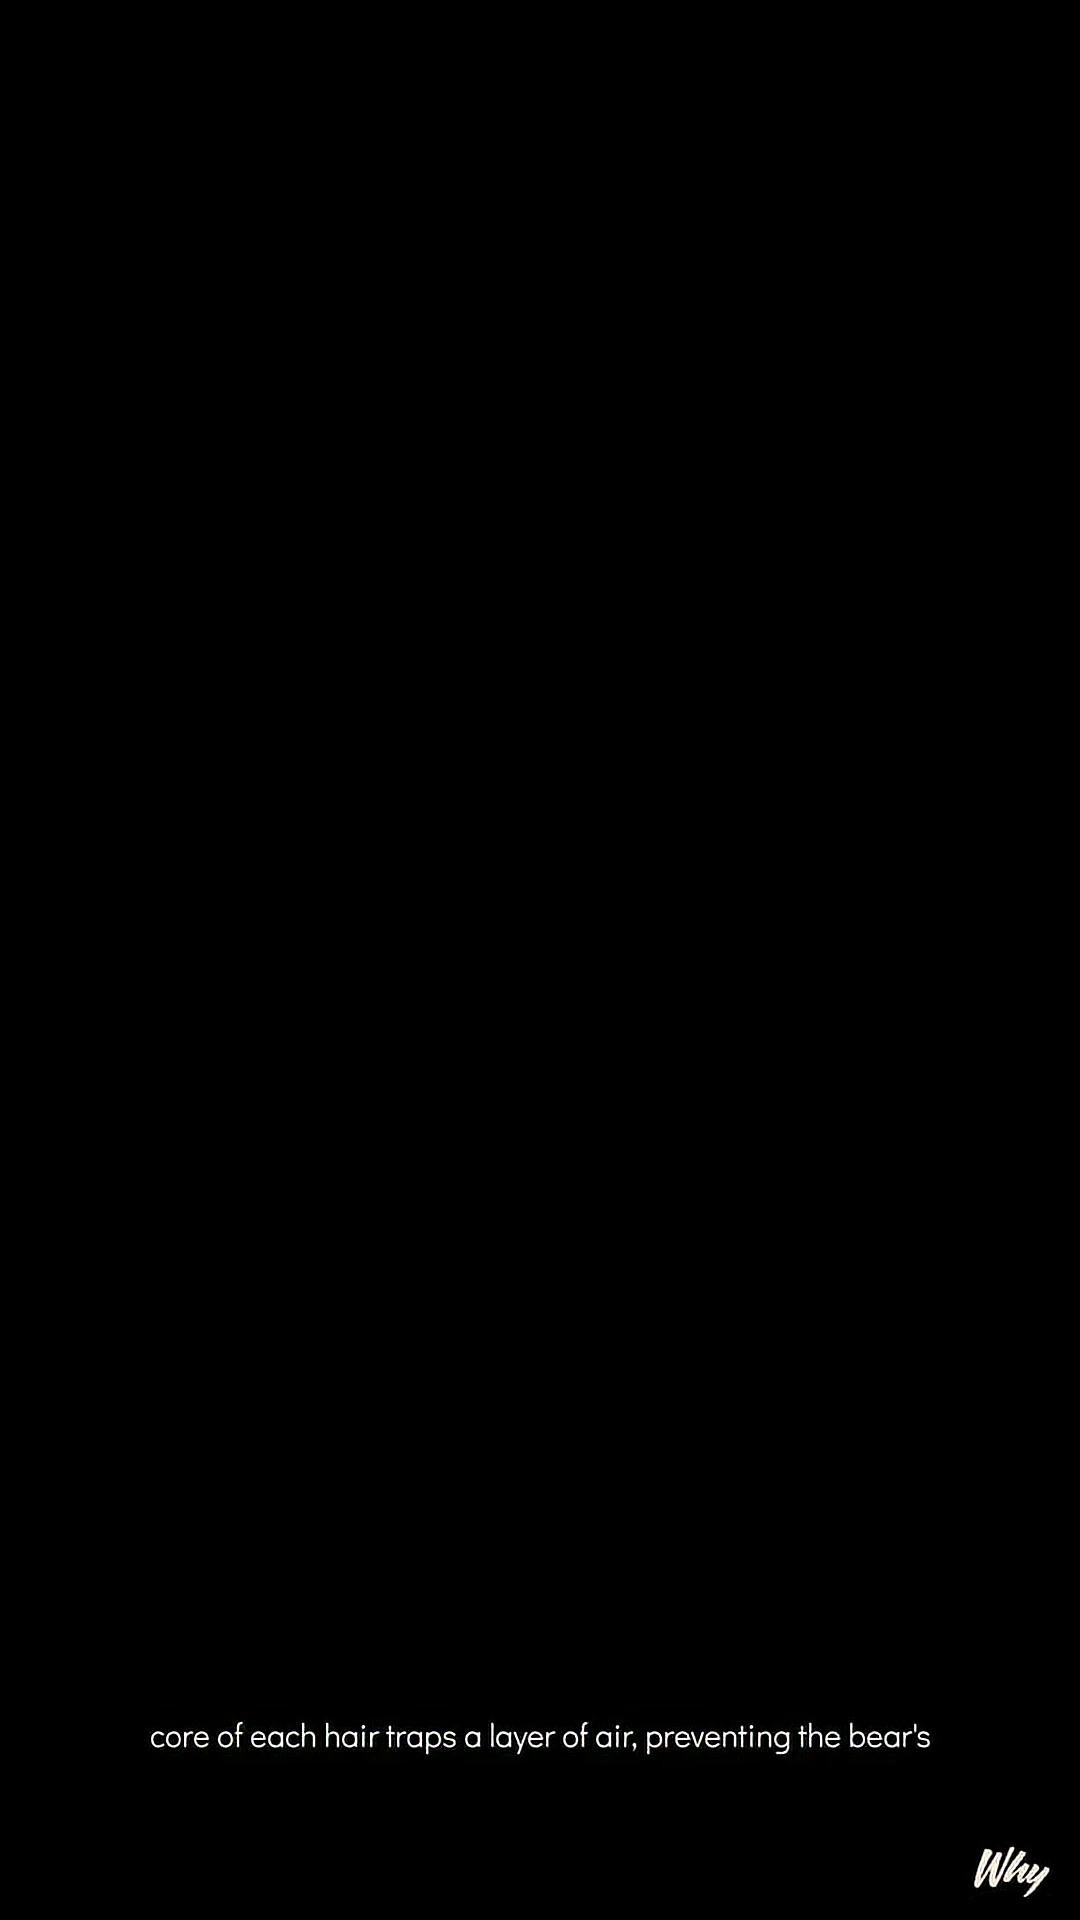 core of each hair traps a layer of air, preventing the bear's
Why